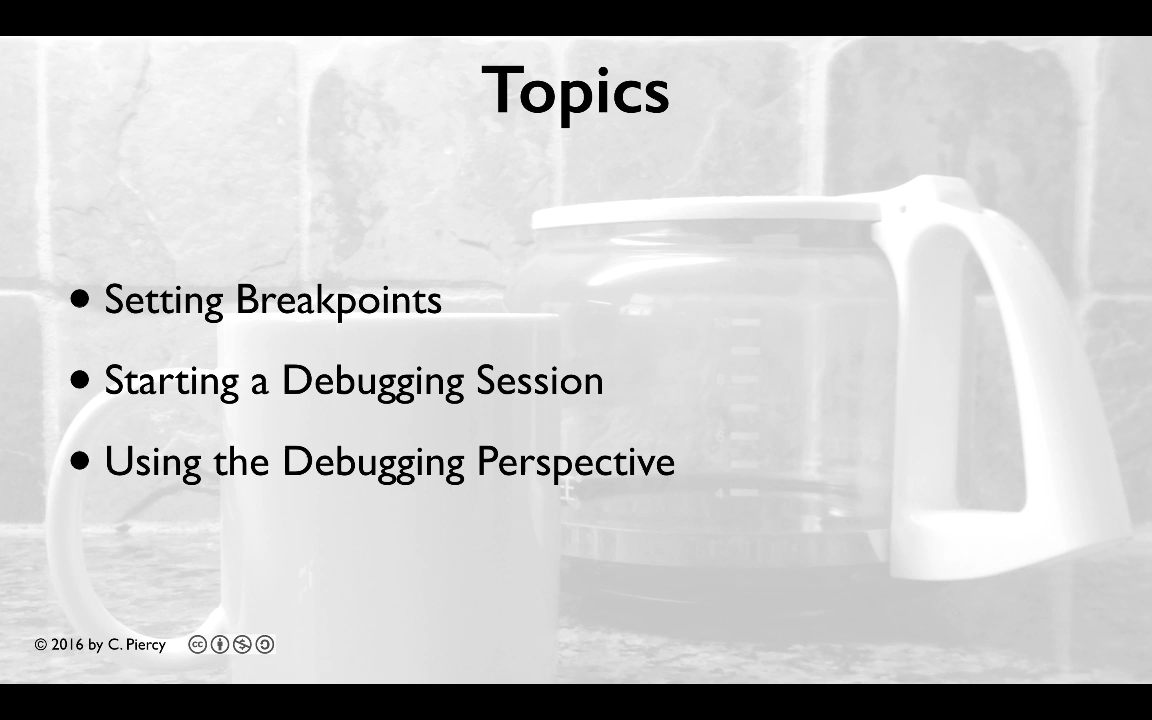 Topics
• Setting Breakpoints
• Starting a Debugging Session
• Using the Debugging Perspective
© 2016 by C. Piercy